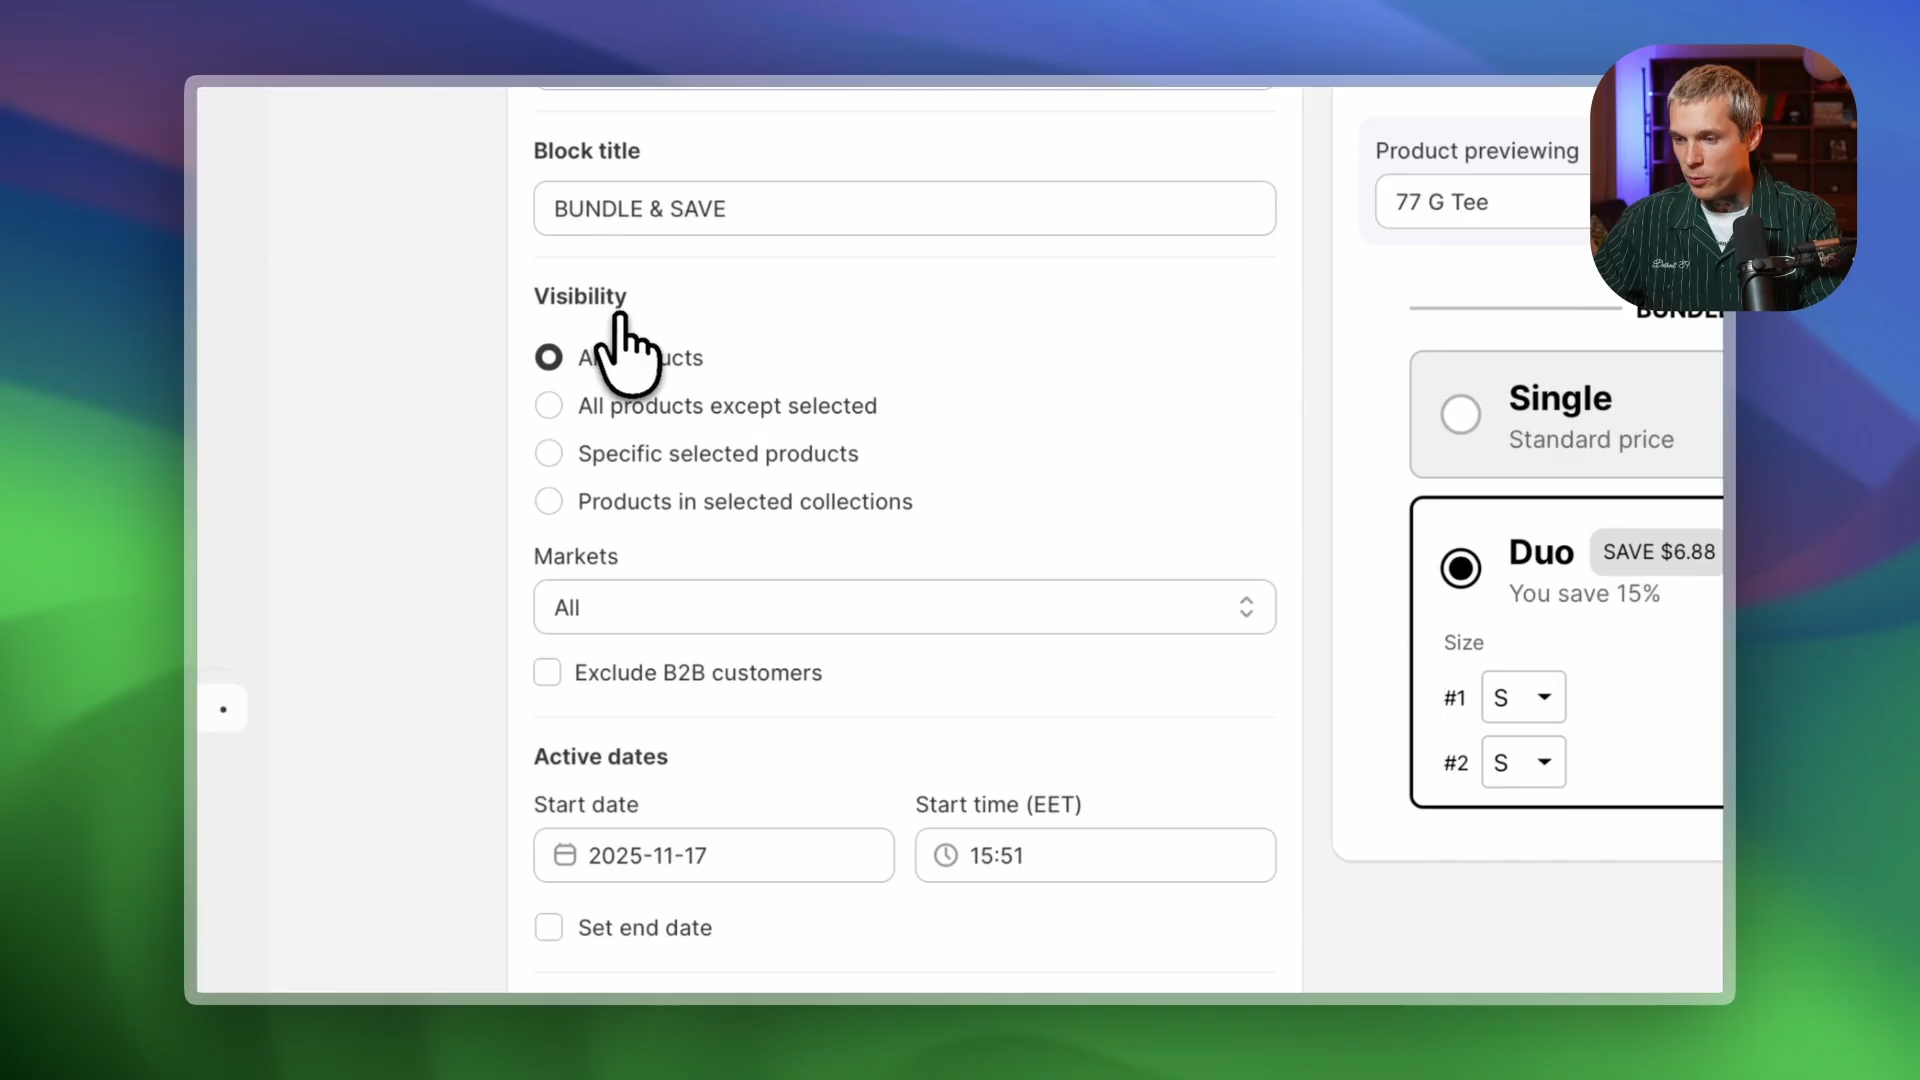 Block title
BUNDLE & SAVE
Visibility
All products except selected
Specific selected products
Products in selected collections
Markets
All
Exclude B2B customers
Active dates
Start date
Start time (EET)
2025-11-17
15:51
Set end date
Product previewing
77 G Tee
Single
Standard price
Duo
SAVE $6.88
You save 15%
Size
#1 S
#2 S